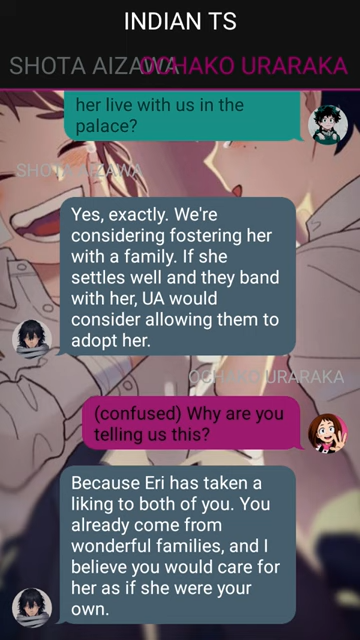 INDIAN TS
SHOTA AIZAWA OCHAKO URARAKA
her live with us in the
palace?
SHOTA AIZAWA
Yes, exactly. We're
considering fostering her
with a family. If she
settles well and they band
with her, UA would
consider allowing them to
adopt her.
OCHAKO URARAKA
(confused) Why are you
telling us this?
Because Eri has taken a
liking to both of you. You
already come from
wonderful families, and I
believe you would care for
her as if she were your
own.